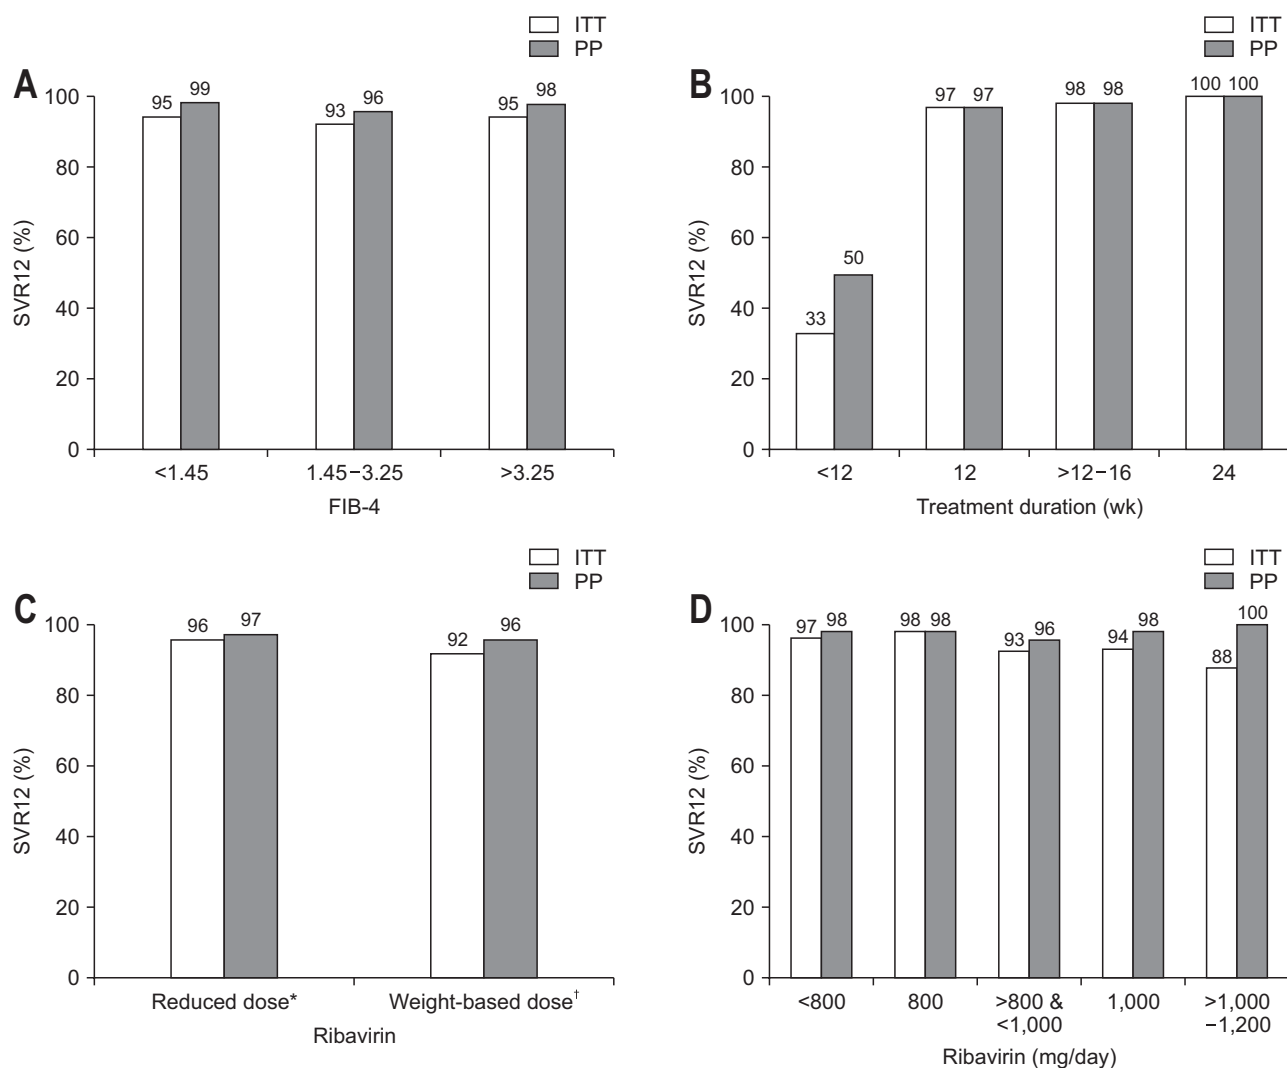 ITT
PP
A
100
80
60
40
20
0
SVR12 (%)
95 99 93 96 95 98
<1.45 1.45−3.25 >3.25
FIB-4
ITT
PP
B
100
80
60
40
20
0
SVR12 (%)
33 50 97 97 98 98 100 100
<12 12 >12−16 24
Treatment duration (wk)
ITT
PP
C
100
80
60
40
20
0
SVR12 (%)
96 97 92 96
Reduced dose* Weight-based dose†
Ribavirin
ITT
PP
D
100
80
60
40
20
0
SVR12 (%)
97 98 98 98 93 96 94 98 88 100
<800 800 >800 & 1,000 >1,000
<1,000 −1,200
Ribavirin (mg/day)